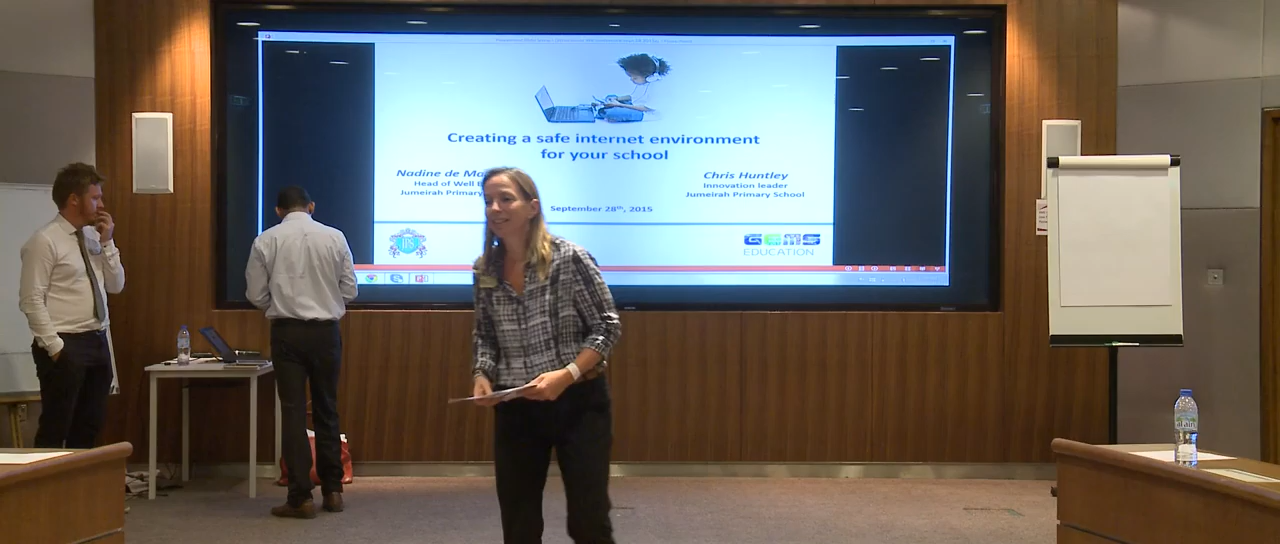 Creating a safe internet environment
for your school
Nadine de Ma
Head of Well
Jumeirah Primary
Chris Huntley
Innovation leader
Jumeirah Primary School
September 28th, 2015
JPS
GEMS
EDUCATION